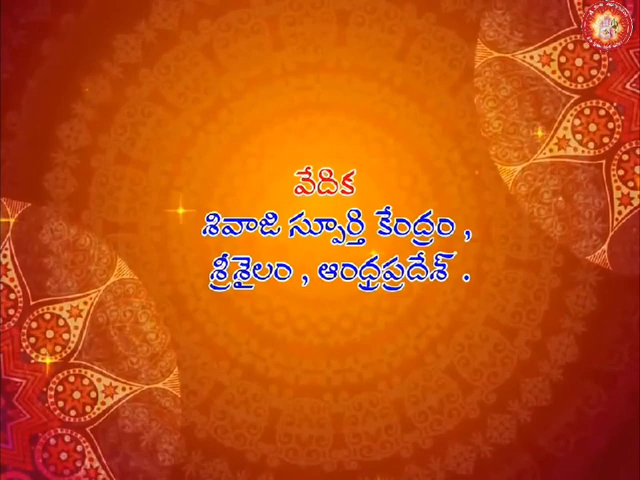 వేదిక
శివాజి స్పూర్తి కేంద్రం ,
శ్రీశైలం , ఆంధ్రప్రదేశ్ .